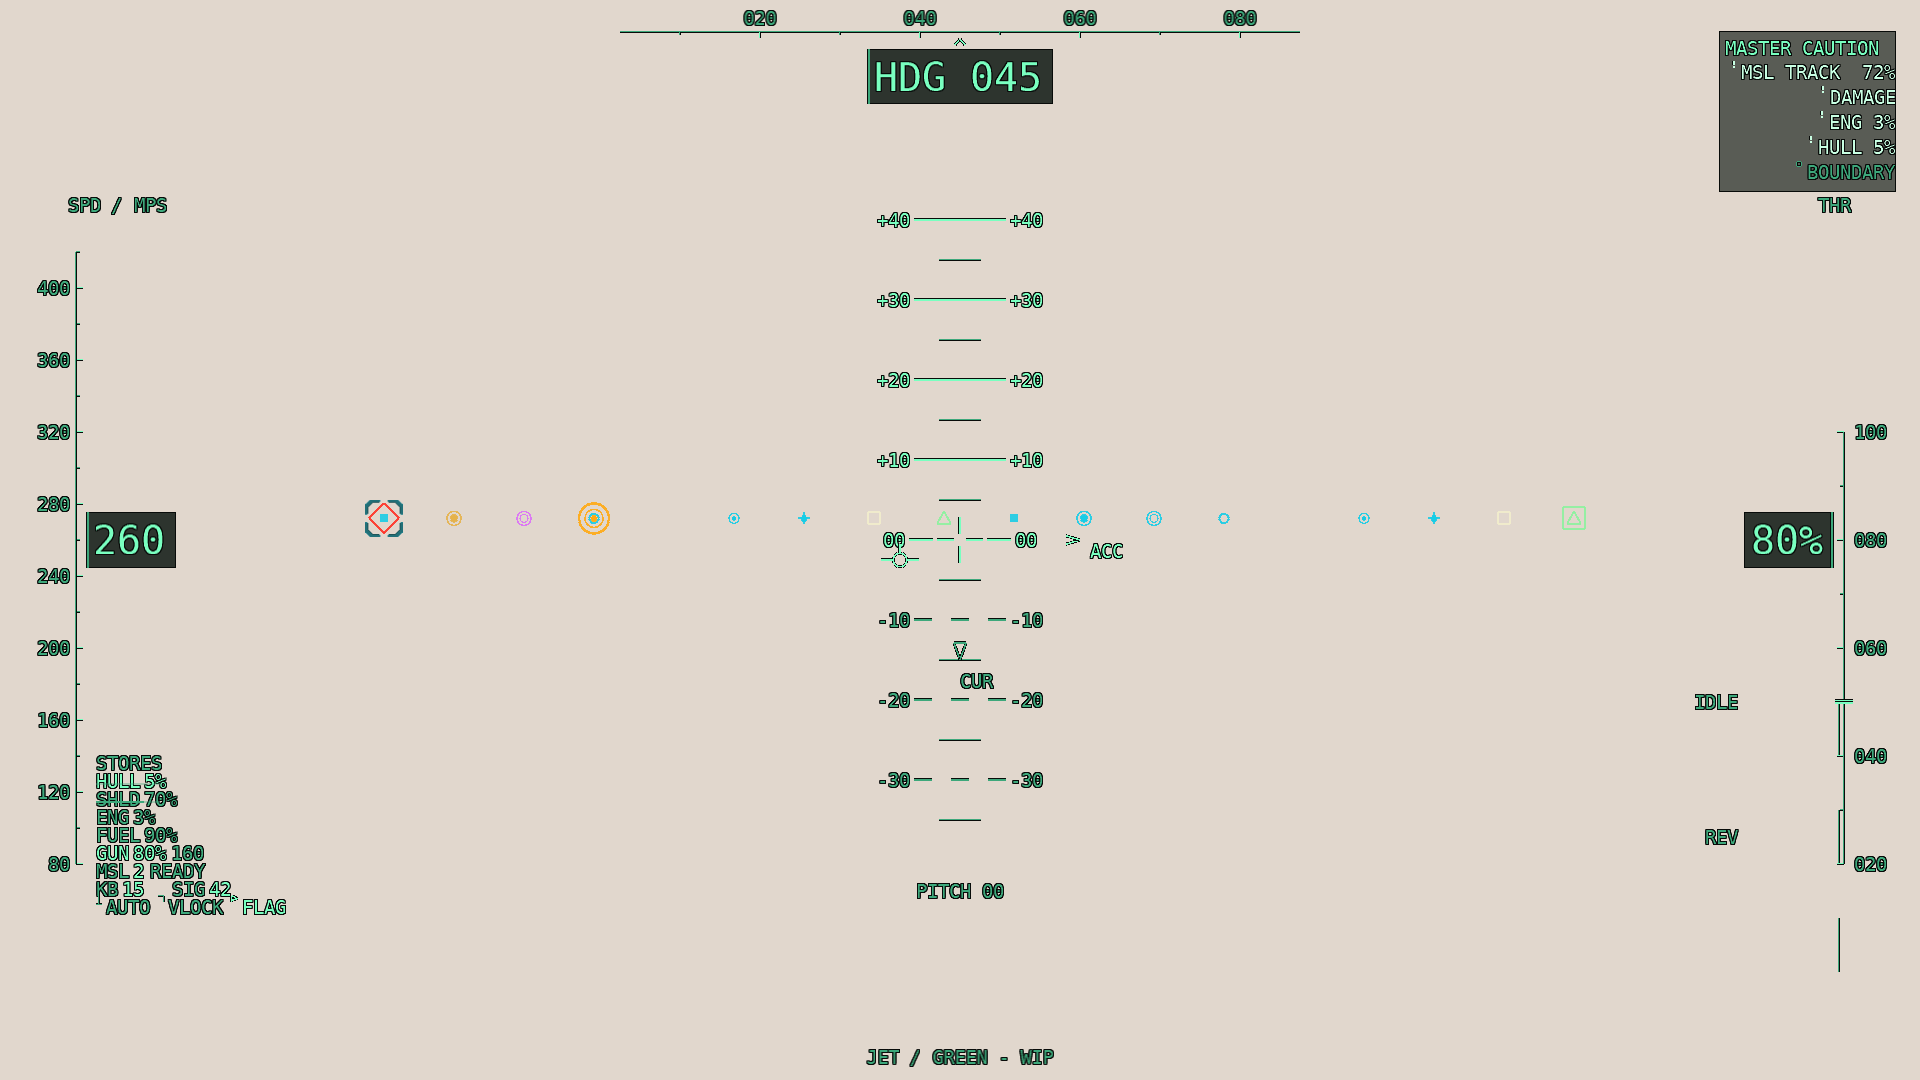 020 040 060 080
HDG 045
MASTER CAUTION
'MSL TRACK 72%
'DAMAGE
'ENG 3%
'HULL 5%
°BOUNDARY
SPD / MPS
THR
+40 +40
400
+30 +30
360
+20 +20
320
100
+10 +10
280
260
00 00
ACC
80%
080
240
-10 -10
200
060
CUR
-20 -20
IDLE
160
040
STORES
HULL 5%
-30 -30
120
SHLD 70%
ENG 3%
FUEL 90%
REV
GUN 80% 160
80
020
MSL 2 READY
KB 15 SIG 42
PITCH 00
'AUTO 'VLOCK FLAG
JET / GREEN - WIP